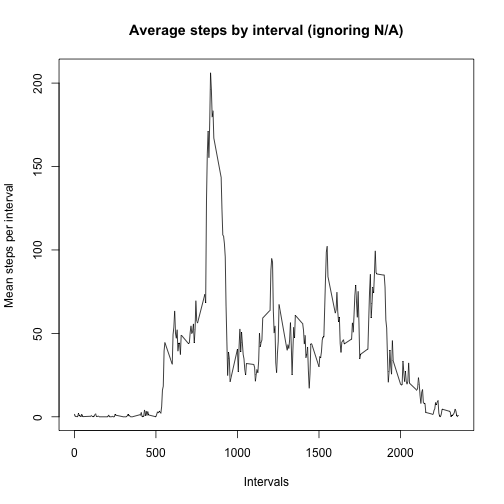 Average steps by interval (ignoring N/A)
Mean steps per interval
200
150
100
50
0
0 500 1000 1500 2000
Intervals